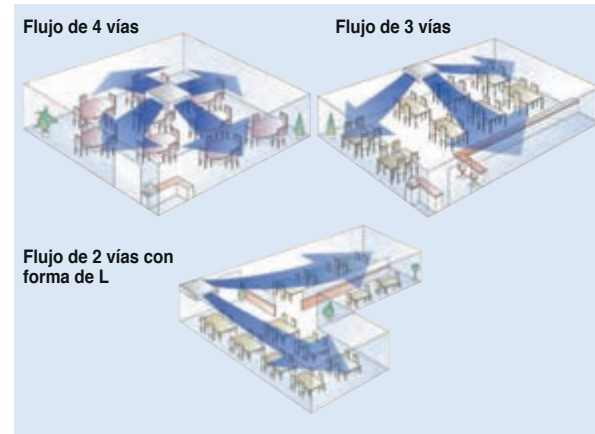 Flujo de 4 vías
Flujo de 3 vías
Flujo de 2 vías con
forma de L